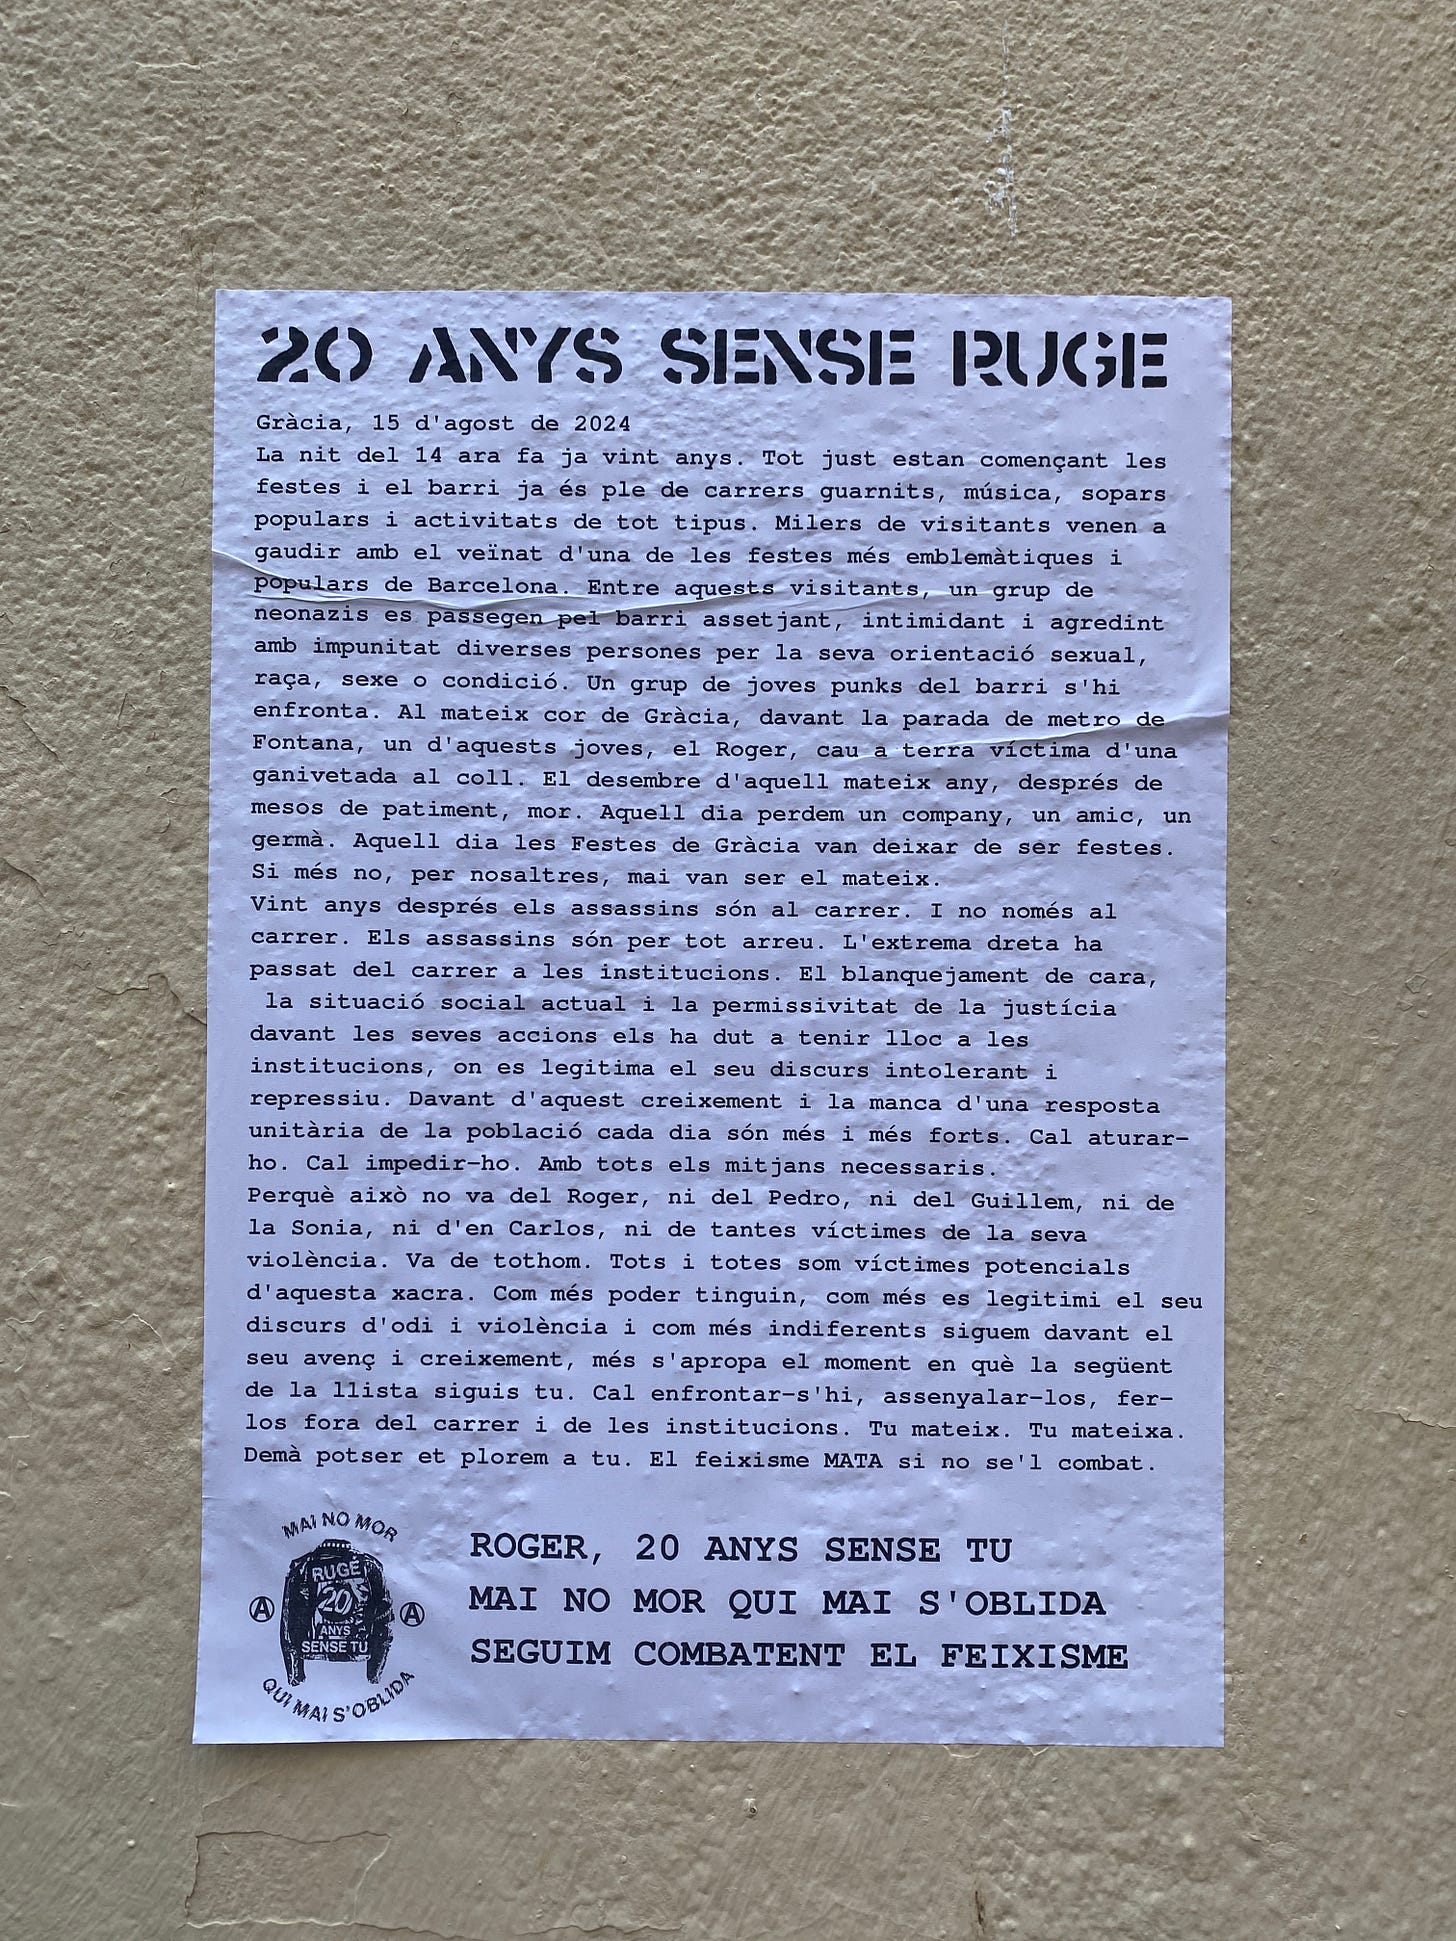 20 ANYS SENSE RUGE
Gràcia, 15 d'agost de 2024
La nit del 14 ara fa ja vint anys. Tot just estan començant les
festes i el barri ja és ple de carrers guarnits, música, sopars
populars i activitats de tot tipus. Milers de visitants venen a
gaudir amb el veïnat d'una de les festes més emblemàtiques i
populars de Barcelona. Entre aquests visitants, un grup de
neonazis es passegen pel barri assetjant, intimidant i agredint
amb impunitat diverses persones per la seva orientació sexual,
raça, sexe o condició. Un grup de joves punks del barri s'hi
enfronta. Al mateix cor de Gràcia, davant la parada de metro de
Fontana, un d'aquests joves, el Roger, cau a terra víctima d'una
ganivetada al coll. El desembre d'aquell mateix any, després de
mesos de patiment, mor. Aquell dia perdem un company, un amic, un
germà. Aquell dia les Festes de Gràcia van deixar de ser festes.
Si més no, per nosaltres, mai van ser el mateix.
Vint anys després els assassins són al carrer. I no només al
carrer. Els assassins són per tot arreu. L'extrema dreta ha
passat del carrer a les institucions. El blanquejament de cara,
la situació social actual i la permissivitat de la justícia
davant les seves accions els ha dut a tenir lloc a les
institucions, on es legitima el seu discurs intolerant i
repressiu. Davant d'aquest creixement i la manca d'una resposta
unitària de la població cada dia són més i més forts. Cal aturar-
ho. Cal impedir-ho. Amb tots els mitjans necessaris.
Perquè això no va del Roger, ni del Pedro, ni del Guillem, ni de
la Sonia, ni d'en Carlos, ni de tantes víctimes de la seva
violència. Va de tothom. Tots i totes som víctimes potencials
d'aquesta xacra. Com més poder tinguin, com més es legitimi el seu
discurs d'odi i violència i com més indiferents siguem davant el
seu avenç i creixement, més s'apropa el moment en què la següent
de la llista siguis tu. Cal enfrontar-s'hi, assenyalar-los, fer-
los fora del carrer i de les institucions. Tu mateix. Tu mateixa.
Demà potser et plorem a tu. El feixisme MATA si no se'l combat.
MAI NO MOR
RUGE
20
ANYS
SENSE TU
A A
QUI MAI S'OBLIDA
ROGER, 20 ANYS SENSE TU
MAI NO MOR QUI MAI S'OBLIDA
SEGUIM COMBATENT EL FEIXISME